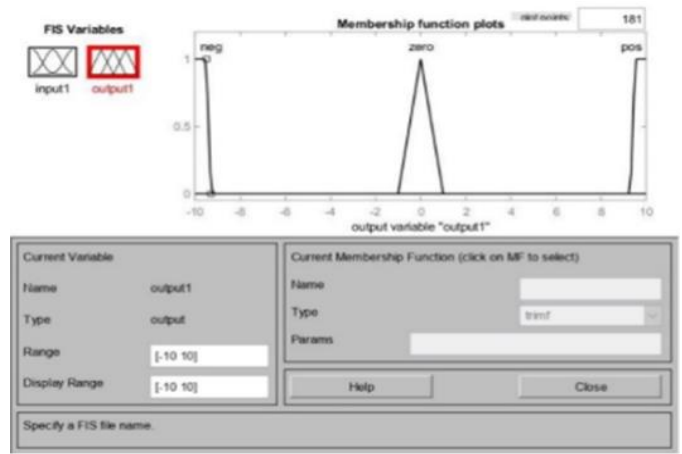 FIS Variables
Membership function plots
plot points:
181
input1
output1
neg
zero
pos
1
0.5
0
-10 -8 -6 -4 -2 0 2 4 6 8 10
output variable "output1"
Current Variable
Name output1
Type output
Range [-10 10]
Display Range [-10 10]
Current Membership Function (click on MF to select)
Name
Type trimf
Params
Help
Close
Specify a FIS file name.